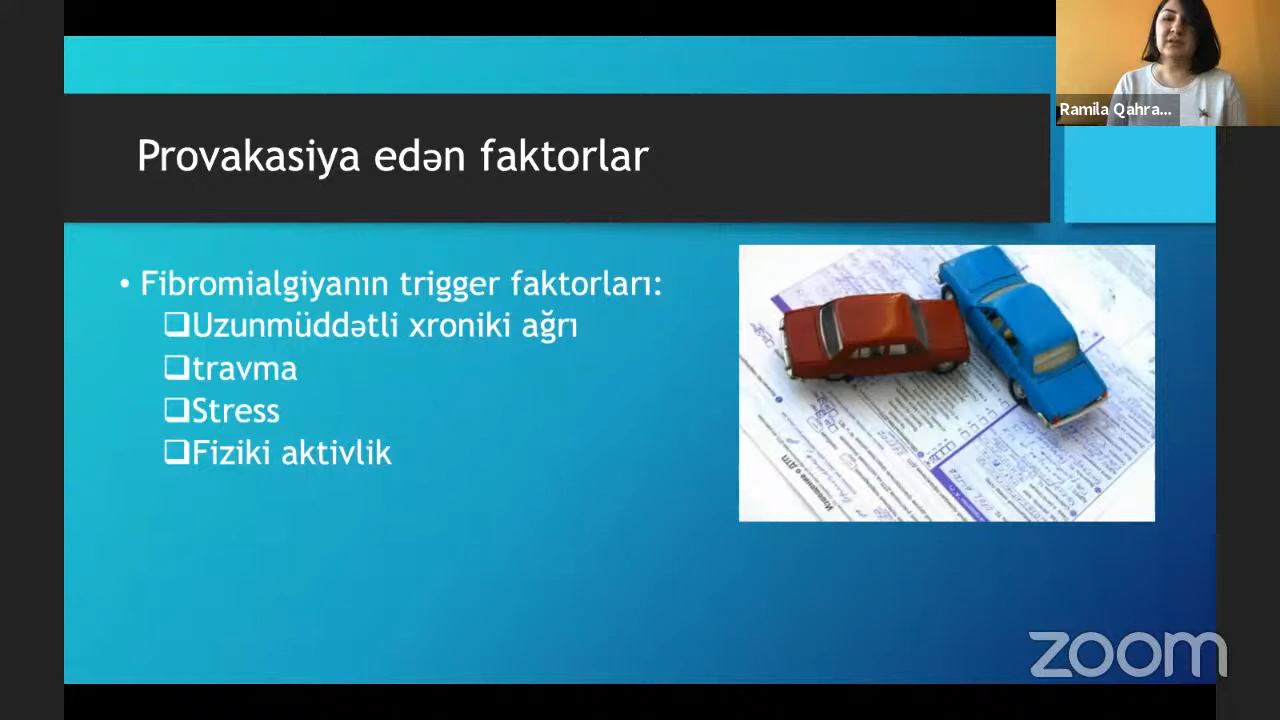 Ramila Qahra...
Provakasiya edən faktorlar
• Fibromialgiyanın trigger faktorları:
❑Uzunmüddətli xroniki ağrı
❑travma
❑Stress
❑Fiziki aktivlik
zoom